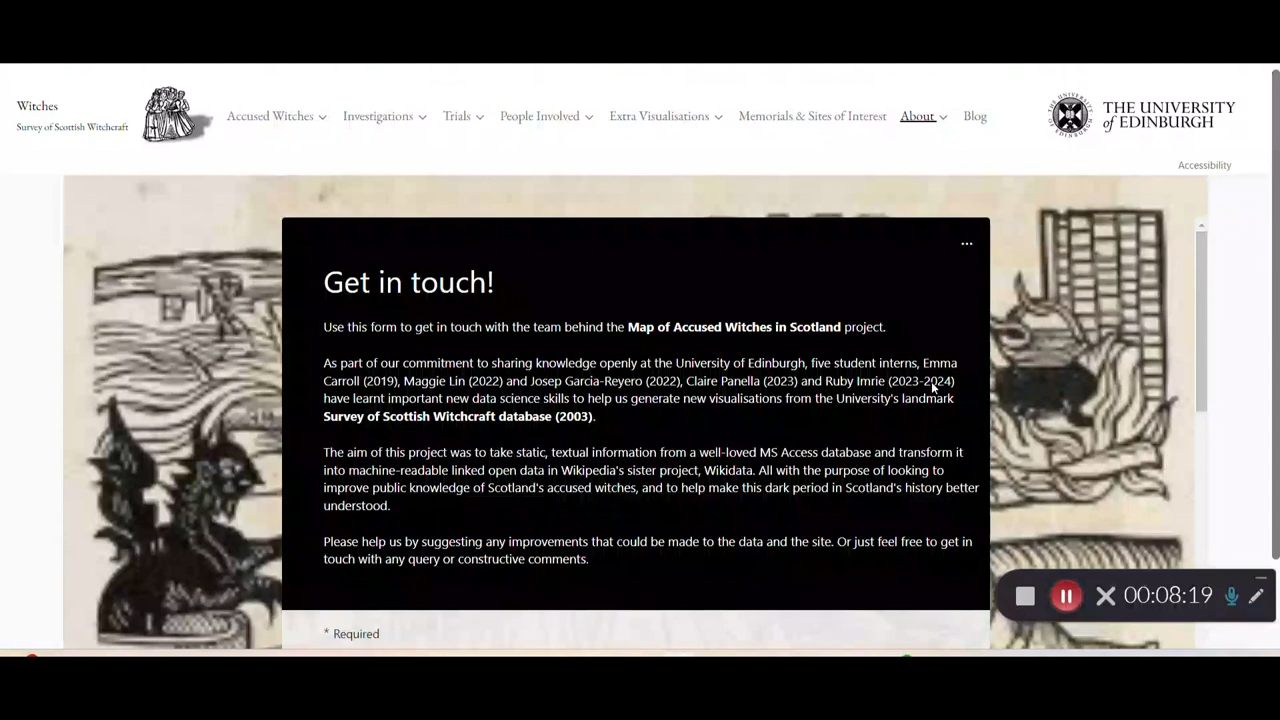 Witches
Survey of Scottish Witchcraft
Accused Witches
Investigations
Trials
People Involved
Extra Visualisations
Memorials & Sites of Interest
About
Blog
THE UNIVERSITY
of EDINBURGH
Accessibility
...
Get in touch!
Use this form to get in touch with the team behind the Map of Accused Witches in Scotland project.
As part of our commitment to sharing knowledge openly at the University of Edinburgh, five student interns, Emma
Carroll (2019), Maggie Lin (2022) and Josep Garcia-Reyero (2022), Claire Panella (2023) and Ruby Imrie (2023-2024)
have learnt important new data science skills to help us generate new visualisations from the University's landmark
Survey of Scottish Witchcraft database (2003).
The aim of this project was to take static, textual information from a well-loved MS Access database and transform it
into machine-readable linked open data in Wikipedia's sister project, Wikidata. All with the purpose of looking to
improve public knowledge of Scotland's accused witches, and to help make this dark period in Scotland's history better
understood.
Please help us by suggesting any improvements that could be made to the data and the site. Or just feel free to get in
touch with any query or constructive comments.
* Required
00:08:19